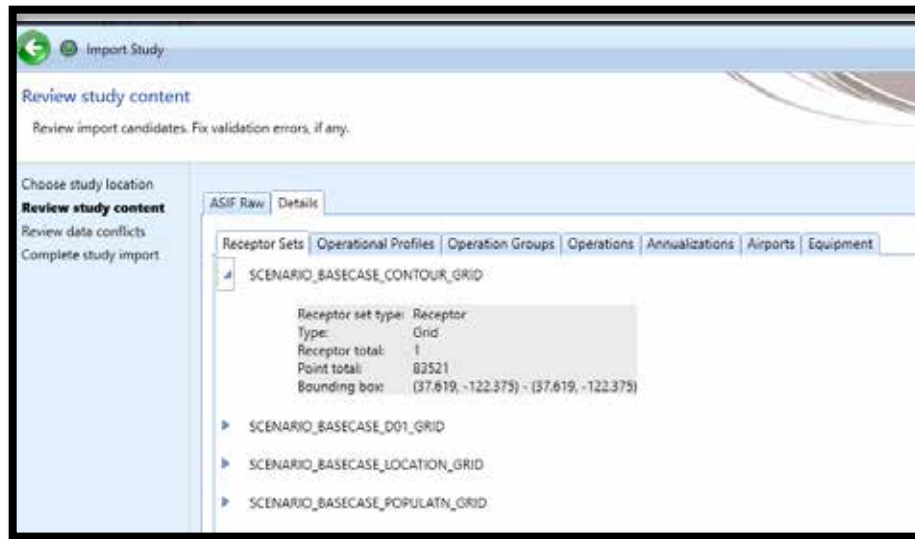 Import Study
Review study content
Review import candidates. Fix validation errors, if any.
Choose study location
Review study content
Review data conflicts
Complete study import
ASIF Raw Details
Receptor Sets Operational Profiles Operation Groups Operations Annualizations Airports Equipment
SCENARIO_BASECASE_CONTOUR_GRID
Receptor set type: Receptor
Type: Grid
Receptor total: 1
Point total: 83521
Bounding box: (37.619, -122.375) - (37.619, -122.375)
SCENARIO_BASECASE_D01_GRID
SCENARIO_BASECASE_LOCATION_GRID
SCENARIO_BASECASE_POPULATN_GRID